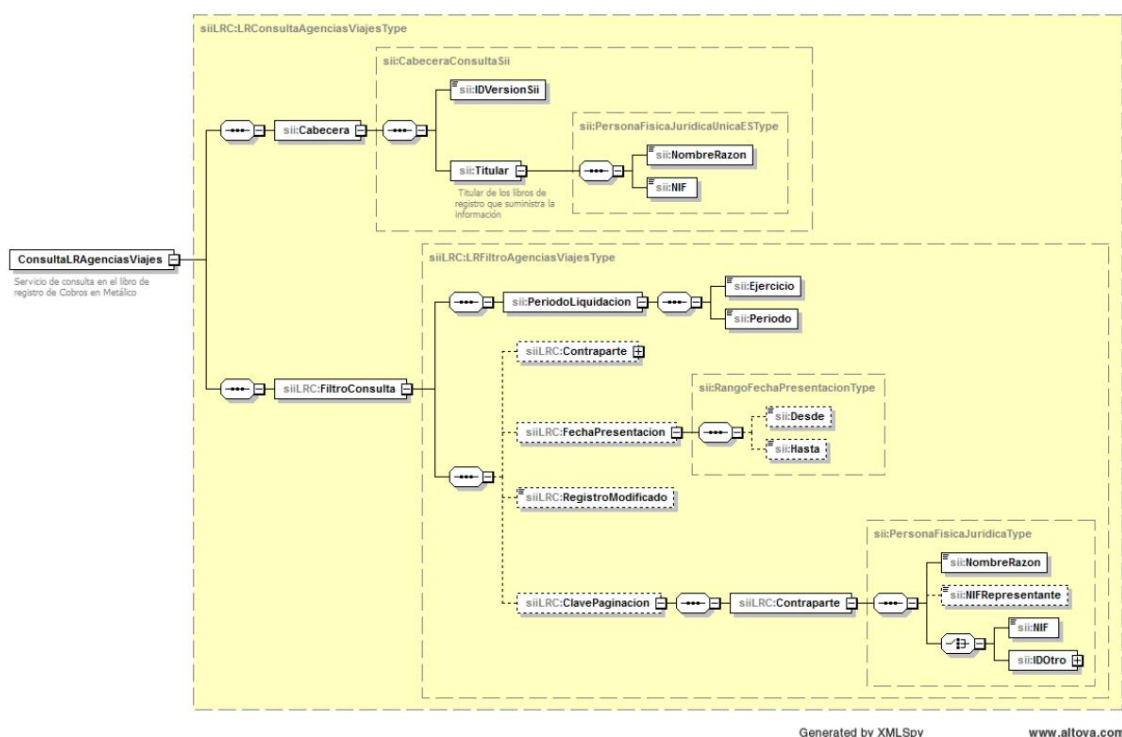 siiLRC:LRConsultaAgenciasViajesType
sii:CabeceraConsultaSii
sii:IDVersionSii
sii:PersonaFisicaJuridicaUnicaESType
sii:Cabecera
sii:NombreRazon
sii:Titular
sii:NIF
Titular de los libros de
registro que suministra la
información
ConsultaLRAgenciasViajes
Servicio de consulta en el libro de
registro de Cobros en Metálico
siiLRC:LRFiltroAgenciasViajesType
sii:PeriodoLiquidacion
sii:Ejercicio
sii:Periodo
siiLRC:Contraparte
siiLRC:FiltroConsulta
sii:RangoFechaPresentacionType
siiLRC:FechaPresentacion
sii:Desde
sii:Hasta
siiLRC:RegistroModificado
sii:PersonaFisicaJuridicaType
sii:NombreRazon
siiLRC:ClavePaginacion
siiLRC:Contraparte
sii:NIFRepresentante
sii:NIF
sii:IDOtro
Generated by XMLSpy
www.altova.com